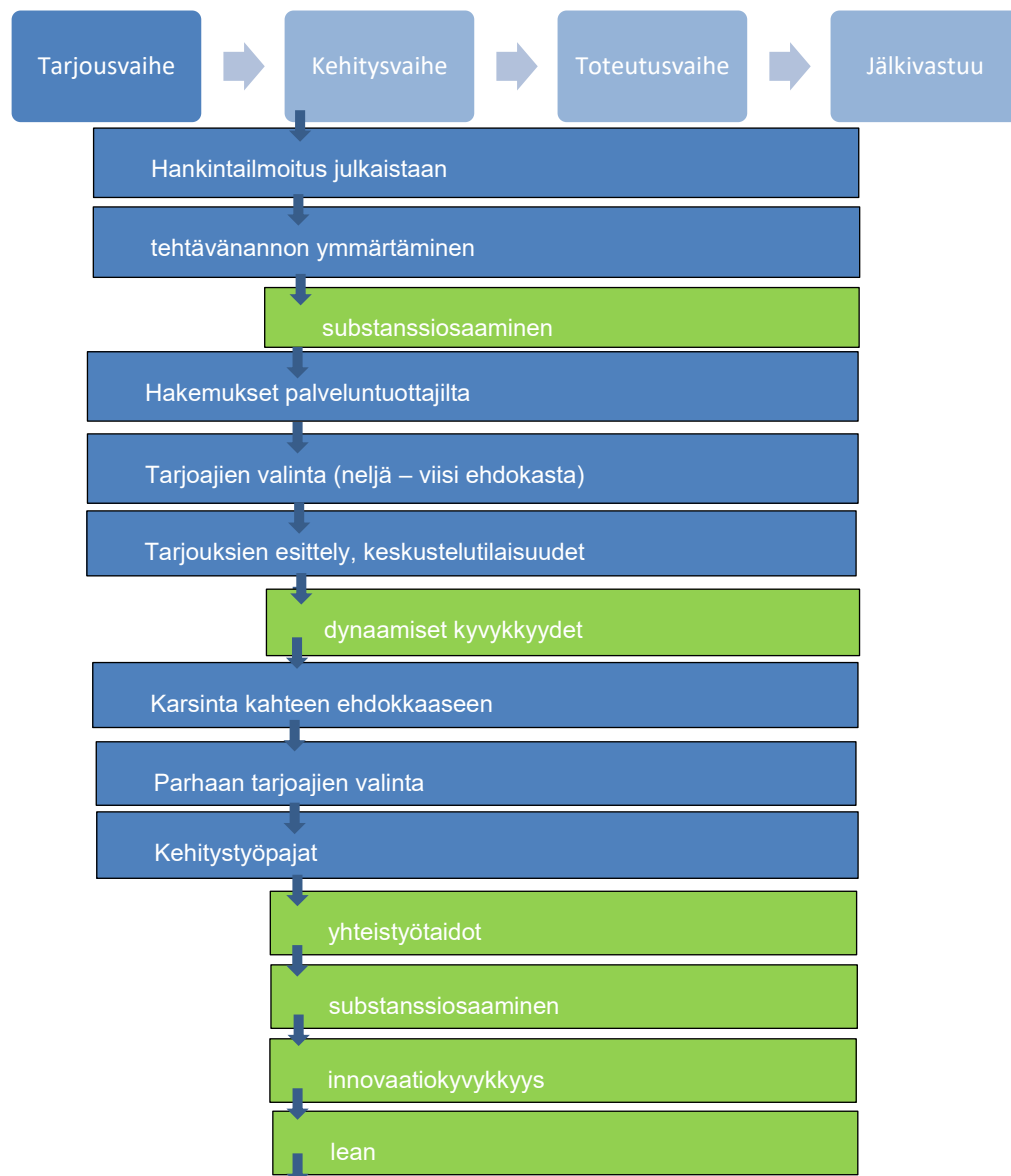 Tarjousvaihe
Kehitysvaihe
Toteutusvaihe
Jälkivastuu
Hankintailmoitus julkaistaan
tehtävänannon ymmärtäminen
substanssiosaaminen
Hakemukset palveluntuottajilta
Tarjoajien valinta (neljä – viisi ehdokasta)
Tarjouksien esittely, keskustelutilaisuudet
dynaamiset kyvykkyydet
Karsinta kahteen ehdokkaaseen
Parhaan tarjoajien valinta
Kehitystyöpajat
yhteistyötaidot
substanssiosaaminen
innovaatiokyvykkyys
lean